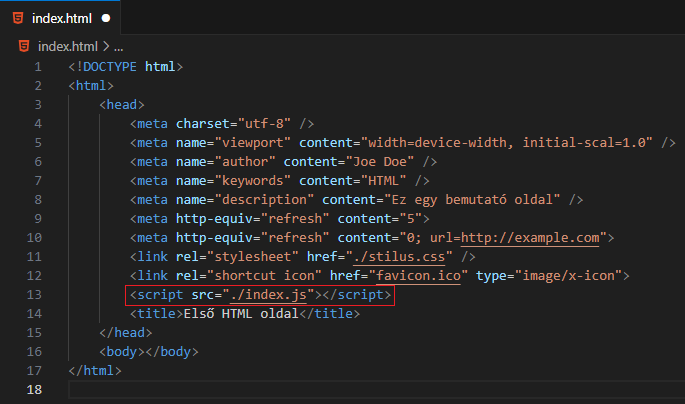 index.html
index.html > ...
1 <!DOCTYPE html>
2 <html>
3 <head>
4 <meta charset="utf-8" />
5 <meta name="viewport" content="width=device-width, initial-scal=1.0" />
6 <meta name="author" content="Joe Doe" />
7 <meta name="keywords" content="HTML" />
8 <meta name="description" content="Ez egy bemutató oldal" />
9 <meta http-equiv="refresh" content="5">
10 <meta http-equiv="refresh" content="0; url=http://example.com">
11 <link rel="stylesheet" href="./stilus.css" />
12 <link rel="shortcut icon" href="favicon.ico" type="image/x-icon">
13 <script src="./index.js"></script>
14 <title>Első HTML oldal</title>
15 </head>
16 <body></body>
17 </html>
18